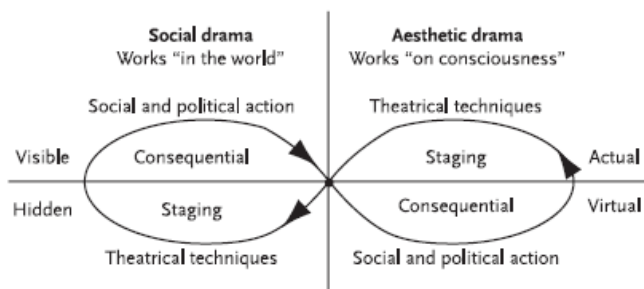 Social drama
Works “in the world”
Aesthetic drama
Works “on consciousness”
Social and political action
Theatrical techniques
Visible
Consequential
Staging
Actual
Hidden
Staging
Consequential
Virtual
Theatrical techniques
Social and political action